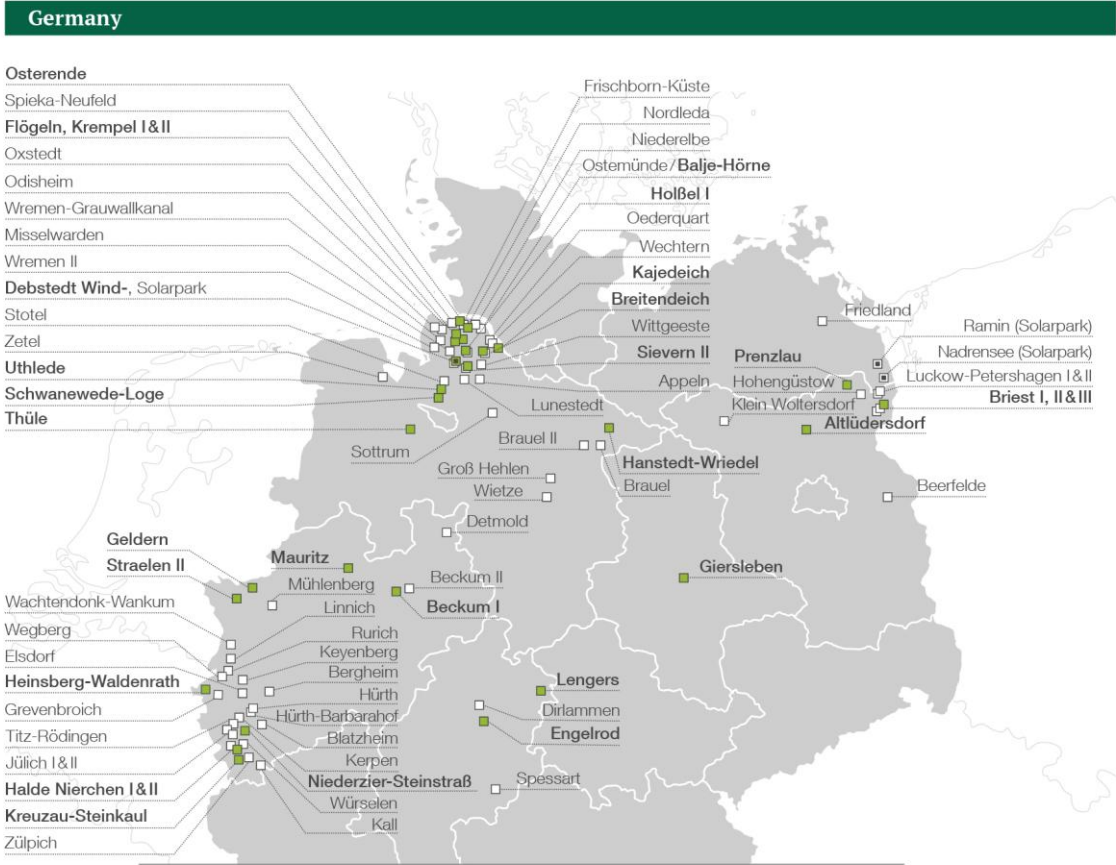 Germany
Osterende
Spieka-Neufeld
Flögeln, Krempel I & II
Oxstedt
Odisheim
Wremen-Grauwallkanal
Misselwarden
Wremen II
Debstedt Wind-, Solarpark
Stotel
Zetel
Uthlede
Schwanewede-Loge
Thüle
Frischborn-Küste
Nordleda
Niederelbe
Ostemünde/Balje-Hörne
Holßel I
Oederquart
Wechtern
Kajedeich
Breitendeich
Wittgeeste
Sievern II
Appeln
Lunestedt
Sottrum
Brauel II
Hanstedt-Wriedel
Brauel
Groß Hehlen
Wietze
Detmold
Friedland
Ramin (Solarpark)
Nadrensee (Solarpark)
Prenzlau
Luckow-Petershagen I & II
Hohengüstow
Briest I, II & III
Klein Woltersdorf
Altlüdersdorf
Beerfelde
Geldern
Straelen II
Mauritz
Mühlenberg
Beckum II
Beckum I
Giersleben
Wachtendonk-Wankum
Linnich
Wegberg
Rurich
Elsdorf
Keyenberg
Heinsberg-Waldenrath
Bergheim
Grevenbroich
Hürth
Titz-Rödingen
Hürth-Barbarahof
Jülich I & II
Blatzheim
Kerpen
Halde Nierchen I & II
Niederzier-Steinstraß
Kreuzau-Steinkaul
Würselen
Zülpich
Kall
Lengers
Dirlammen
Engelrod
Spessart